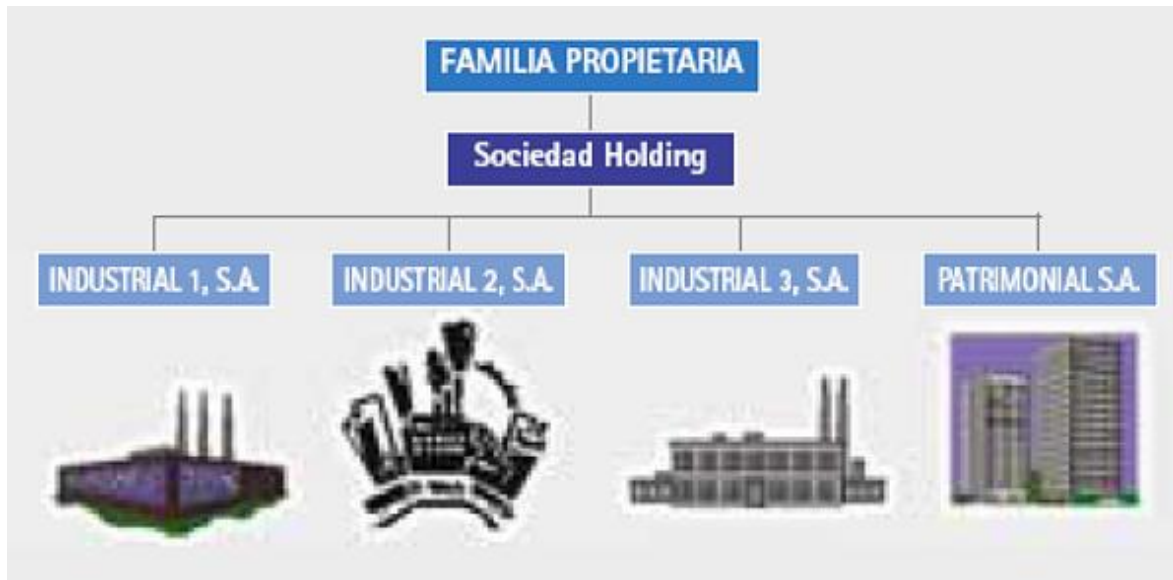 FAMILIA PROPIETARIA
Sociedad Holding
INDUSTRIAL 1, S.A.
INDUSTRIAL 2, S.A.
INDUSTRIAL 3, S.A.
PATRIMONIAL S.A.